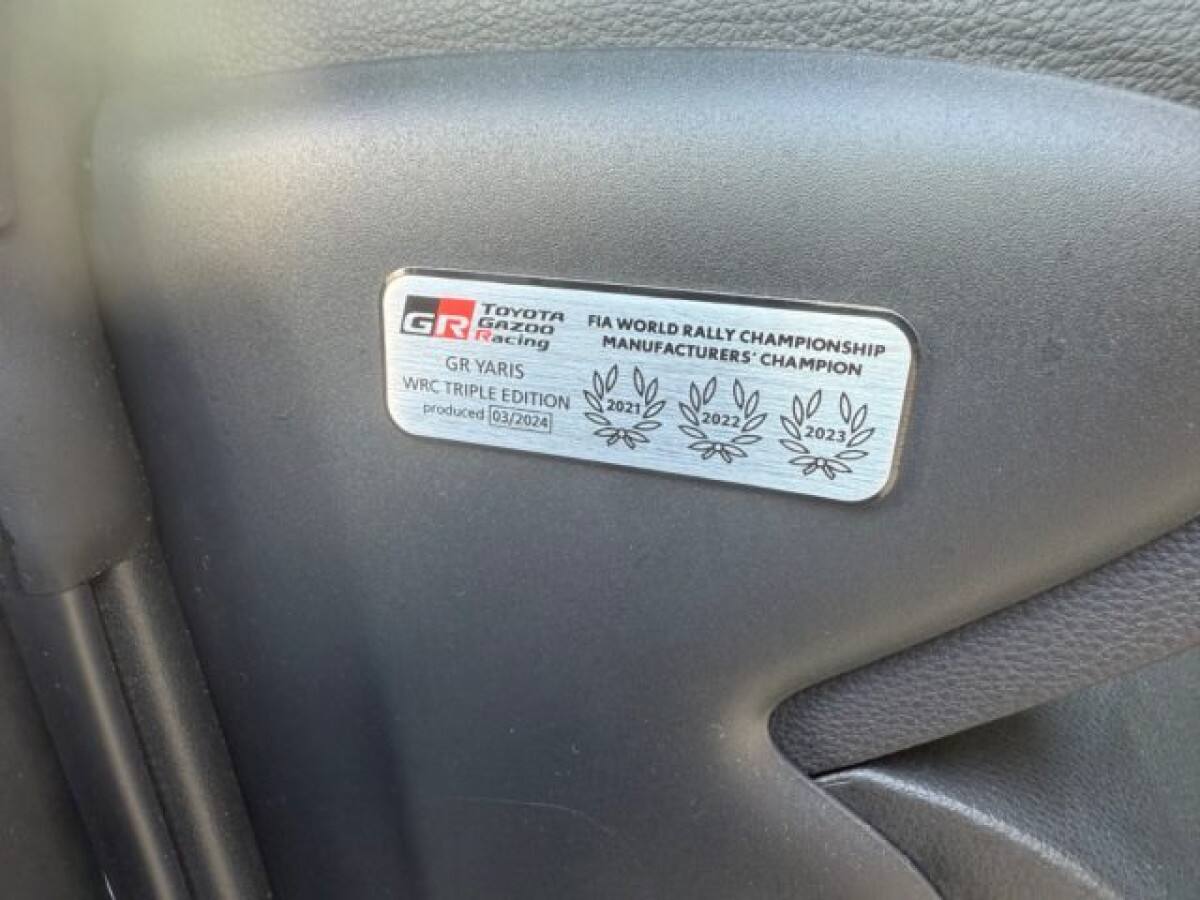 GR TOYOTA
GAZOO
Racing
GR YARIS
WRC TRIPLE EDITION
produced 03/2024
FIA WORLD RALLY CHAMPIONSHIP
MANUFACTURERS' CHAMPION
2021 2022 2023